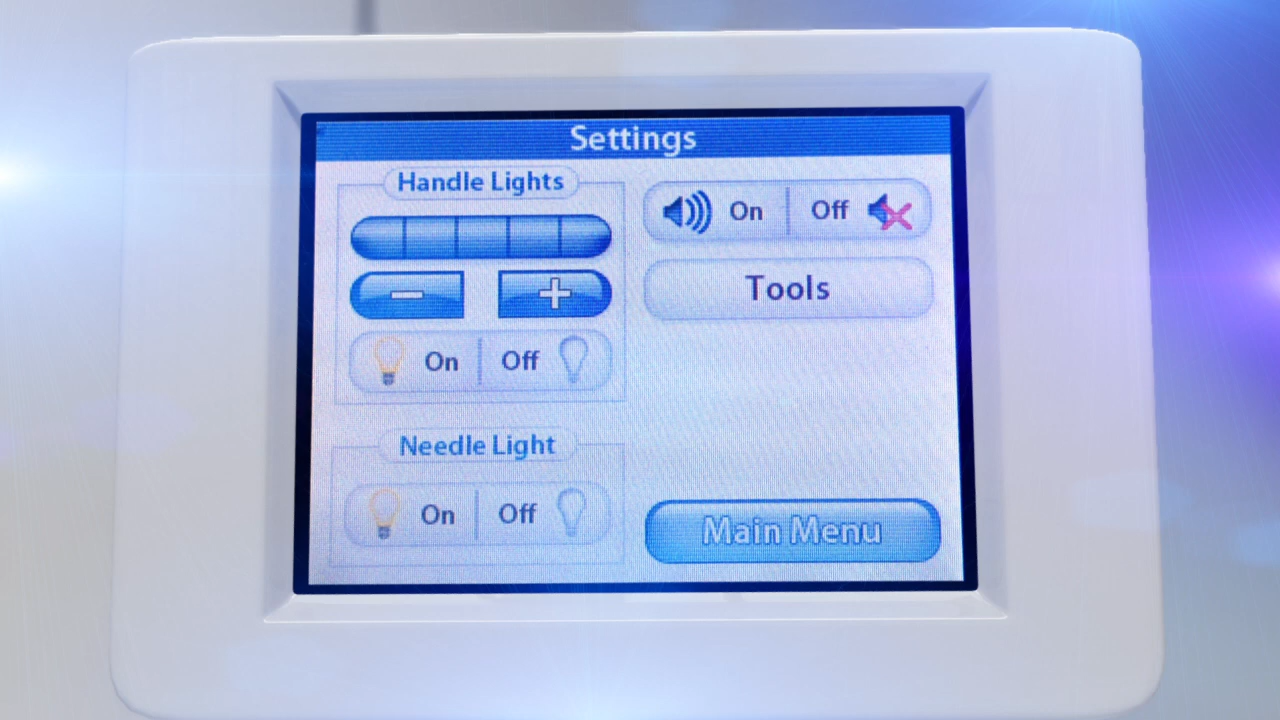 Settings
Handle Lights
− +
On | Off
Needle Light
On | Off
On | Off
Tools
Main Menu